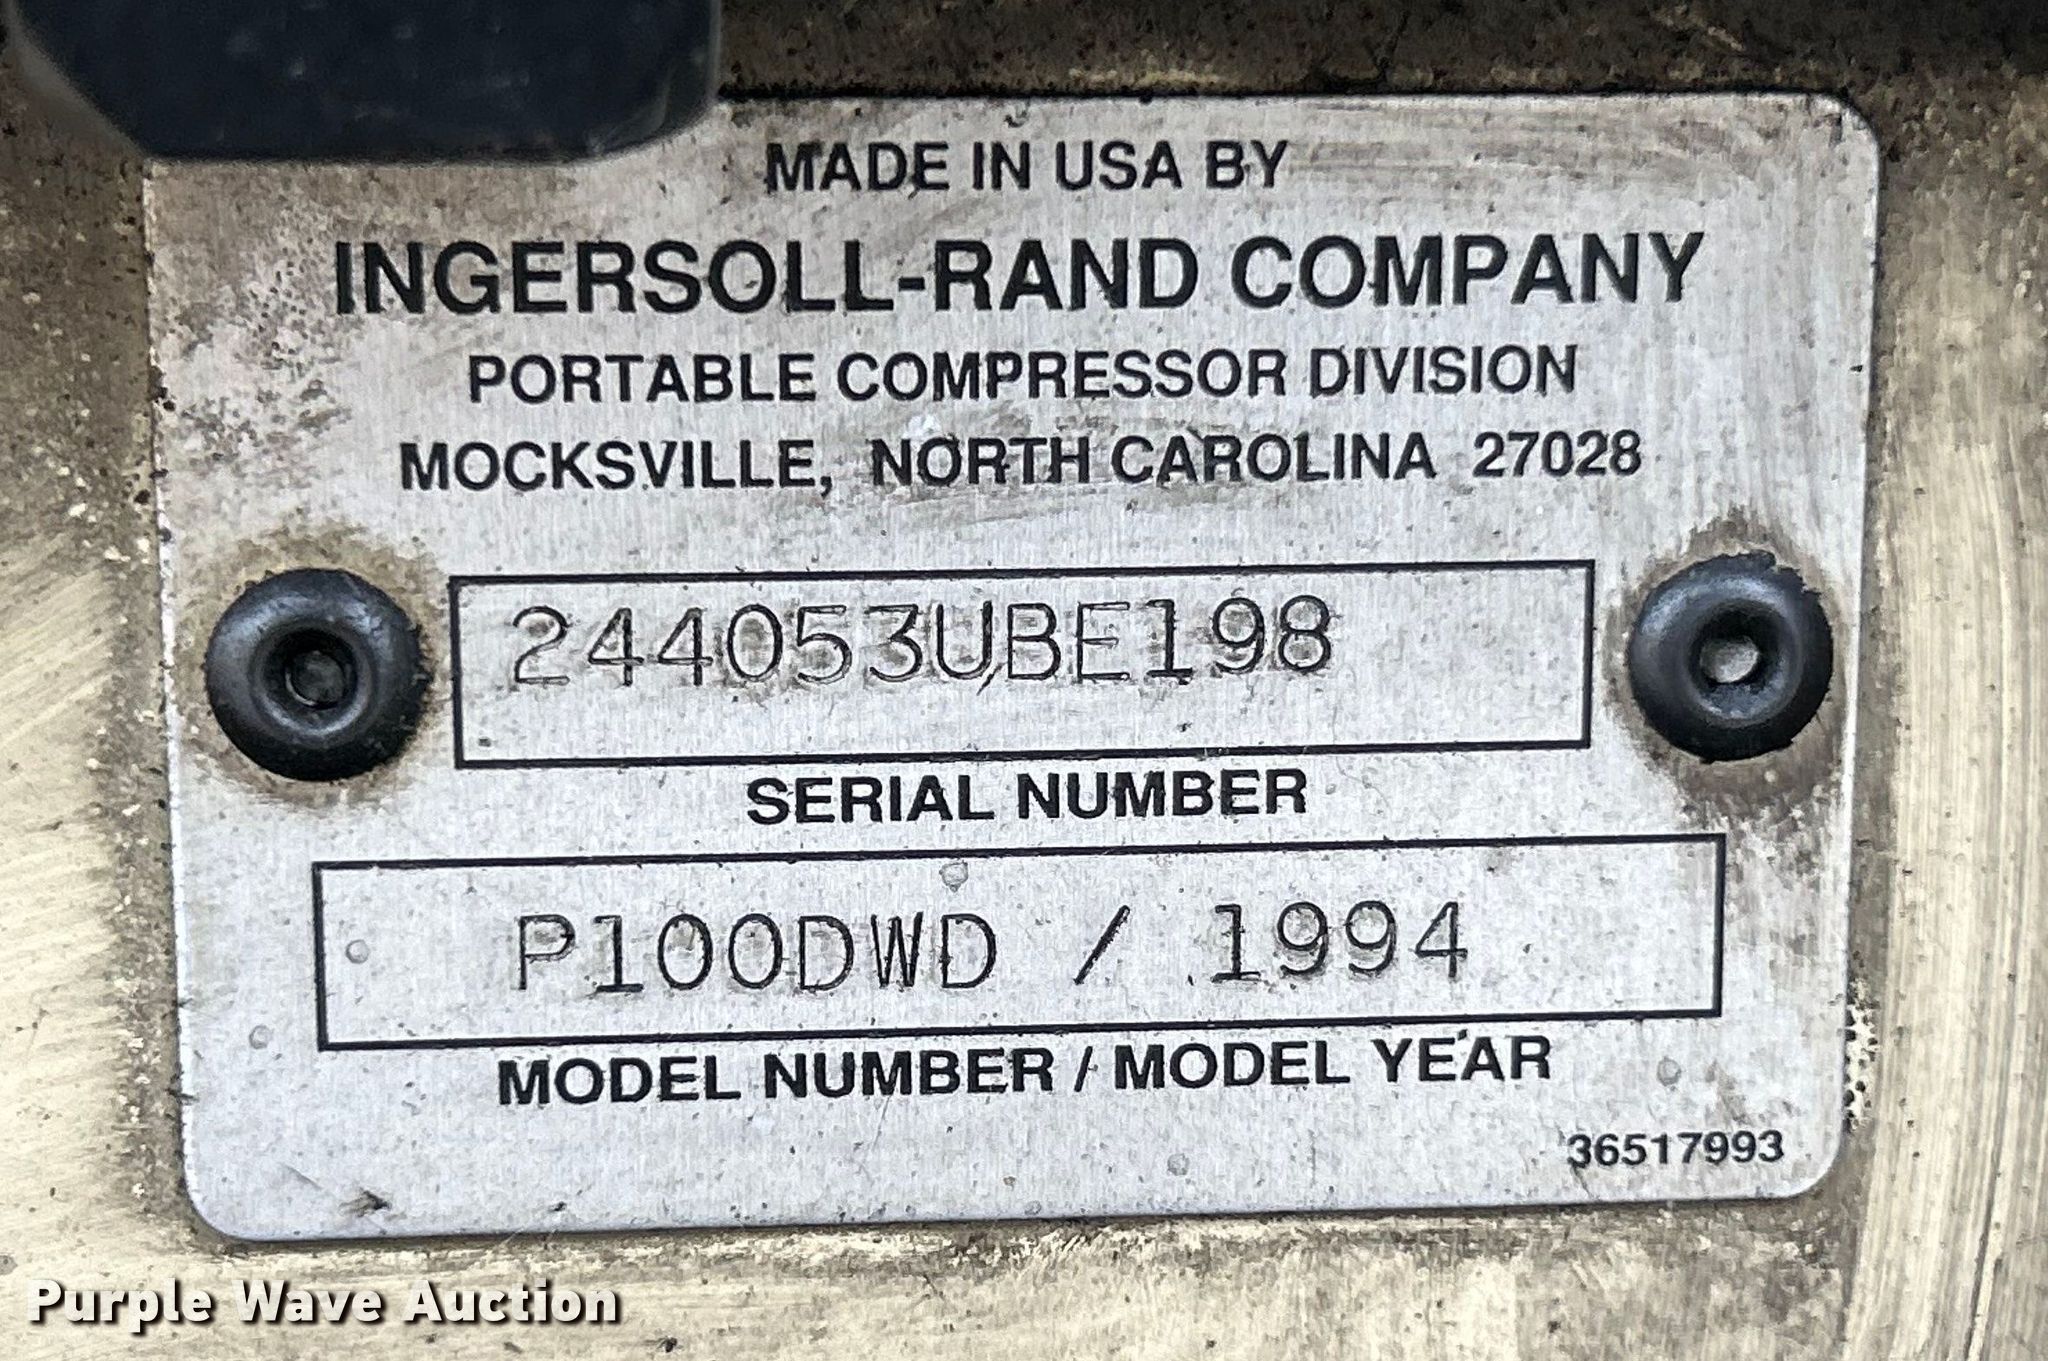 MADE IN USA BY
INGERSOLL-RAND COMPANY
PORTABLE COMPRESSOR DIVISION
MOCKSVILLE, NORTH CAROLINA 27028
244053UBE198
SERIAL NUMBER
P100DWD / 1994
MODEL NUMBER / MODEL YEAR
36517993
Purple Wave Auction